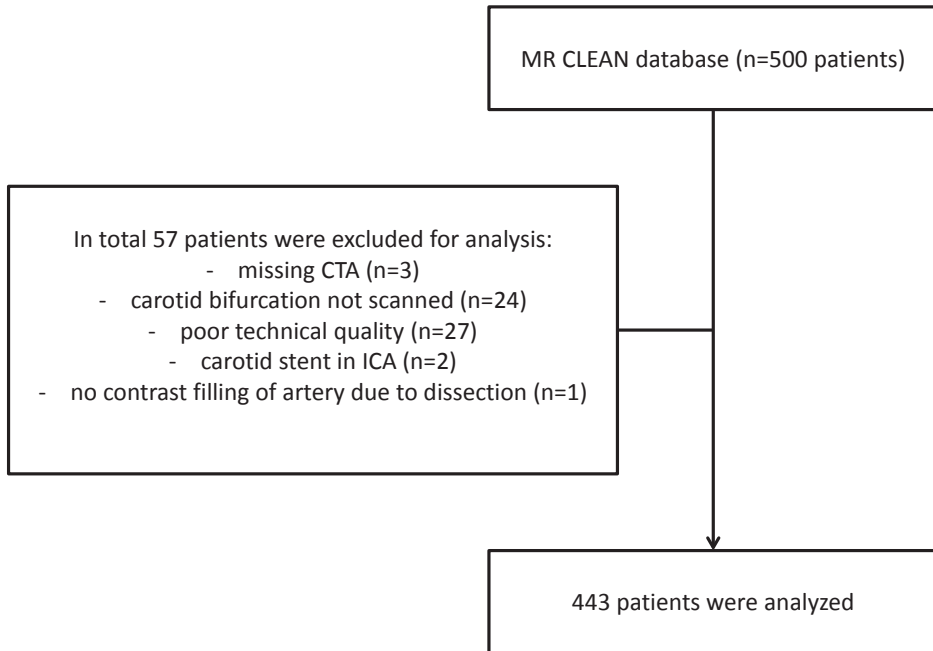 MR CLEAN database (n=500 patients)
In total 57 patients were excluded for analysis:
- missing CTA (n=3)
- carotid bifurcation not scanned (n=24)
- poor technical quality (n=27)
- carotid stent in ICA (n=2)
- no contrast filling of artery due to dissection (n=1)
443 patients were analyzed